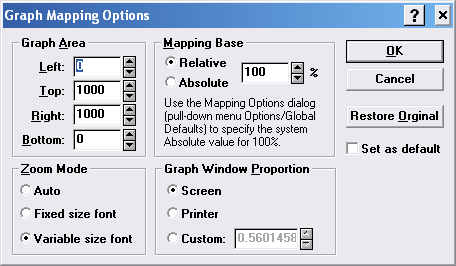 Graph Mapping Options
? ×
Graph Area
Left: 0
Top: 1000
Right: 1000
Bottom: 0
Mapping Base
Relative
Absolute
100 %
Use the Mapping Options dialog
(pull-down menu Options/Global
Defaults) to specify the system
Absolute value for 100%.
OK
Cancel
Restore Orginal
Set as default
Zoom Mode
Auto
Fixed size font
Variable size font
Graph Window Proportion
Screen
Printer
Custom: 0.5601458